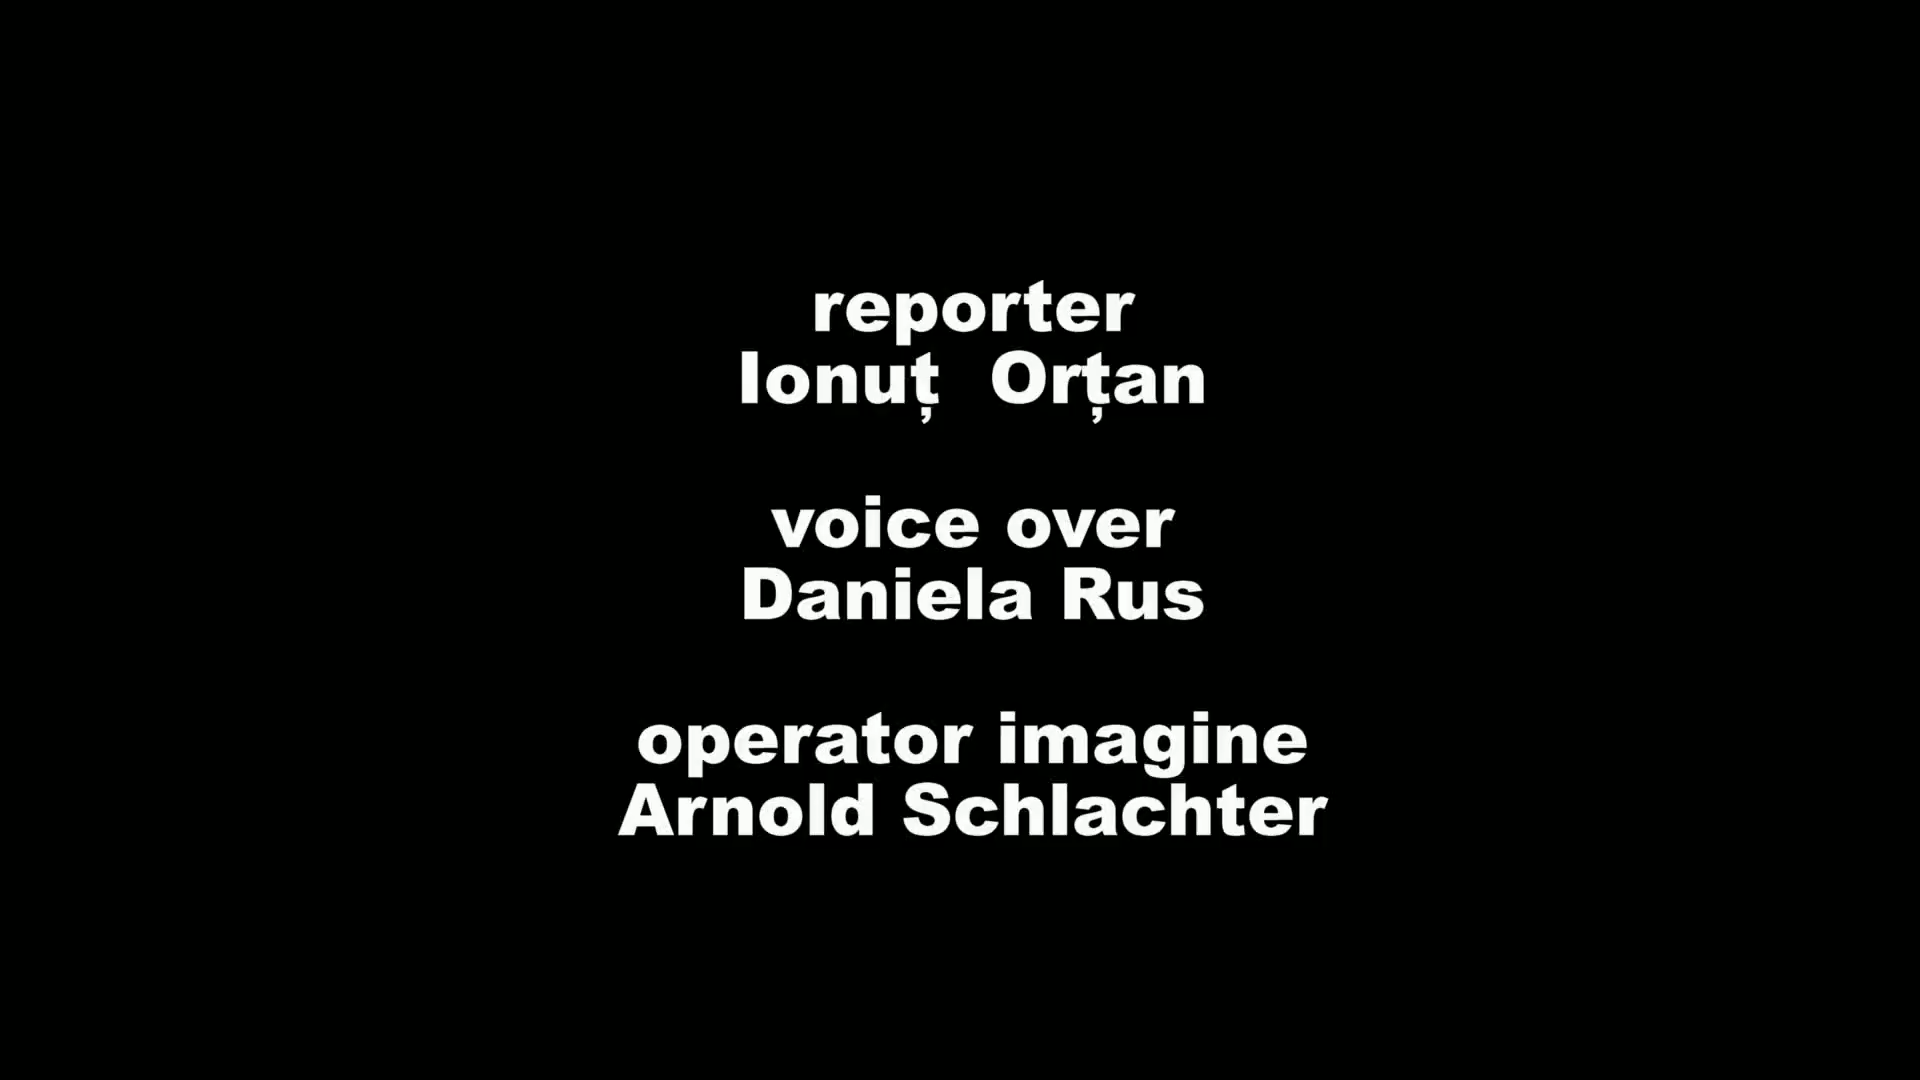 reporter
Ionuț Orțan
voice over
Daniela Rus
operator imagine
Arnold Schlachter